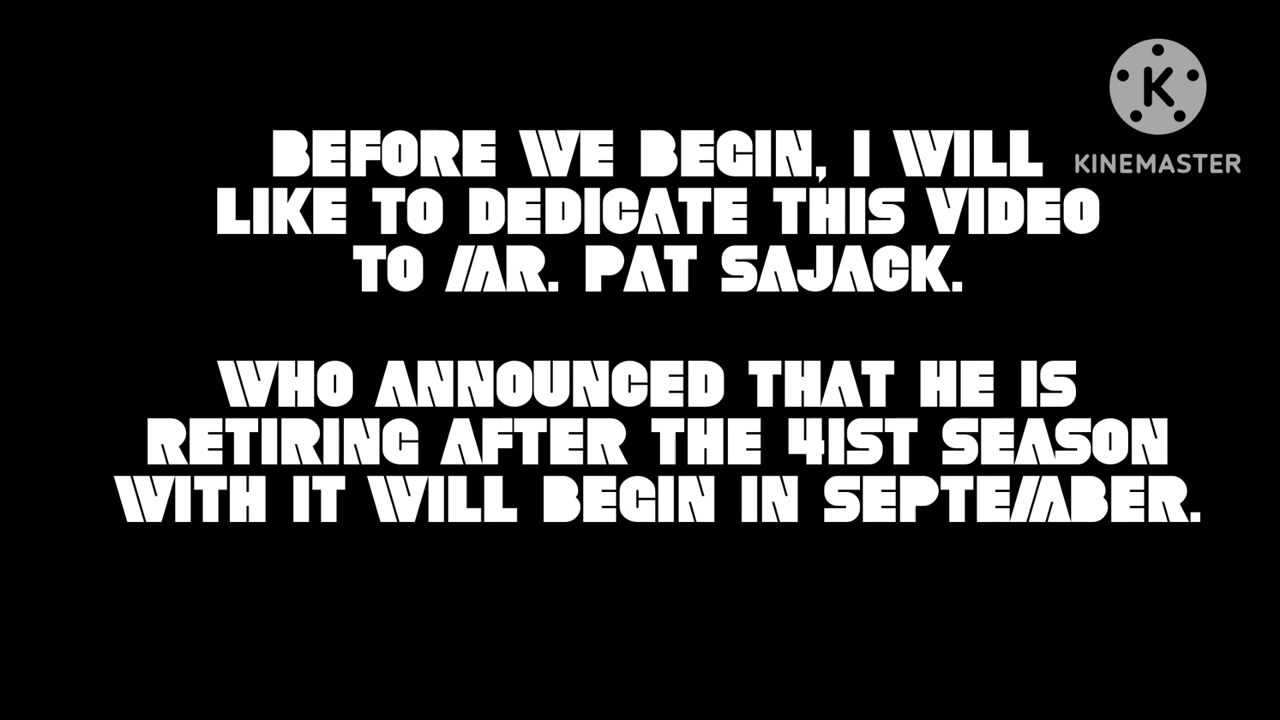 K
KINEMASTER
BEFORE WE BEGIN, I WILL
LIKE TO DEDICATE THIS VIDEO
TO MR. PAT SAJACK.
WHO ANNOUNCED THAT HE IS
RETIRING AFTER THE 41ST SEASON
WITH IT WILL BEGIN IN SEPTEMBER.